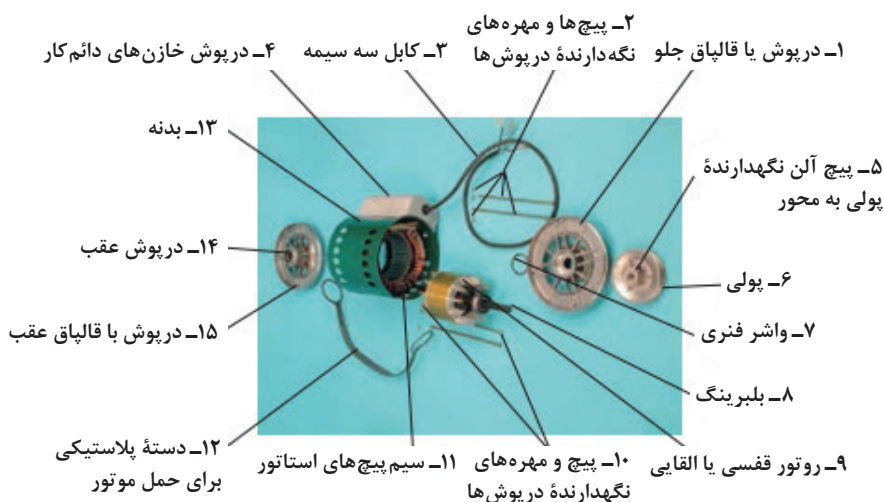 ۱ـ درپوش یا قالپاق جلو
۲ـ پیچ‌ها و مهره‌های
نگه‌دارندهٔ درپوش‌ها
۳ـ کابل سه سیمه
۴ـ درپوش خازن‌های دائم‌کار
۵ـ پیچ آلن نگهدارندهٔ
پولی به محور
۶ـ پولی
۷ـ واشر فنری
۸ـ بلبرینگ
۹ـ روتور قفسی یا القایی
۱۰ـ پیچ و مهره‌های
نگهدارندهٔ درپوش‌ها
۱۱ـ سیم‌پیچ‌های استاتور
۱۲ـ دستهٔ پلاستیکی
برای حمل موتور
۱۳ـ بدنه
۱۴ـ درپوش عقب
۱۵ـ درپوش با قالپاق عقب